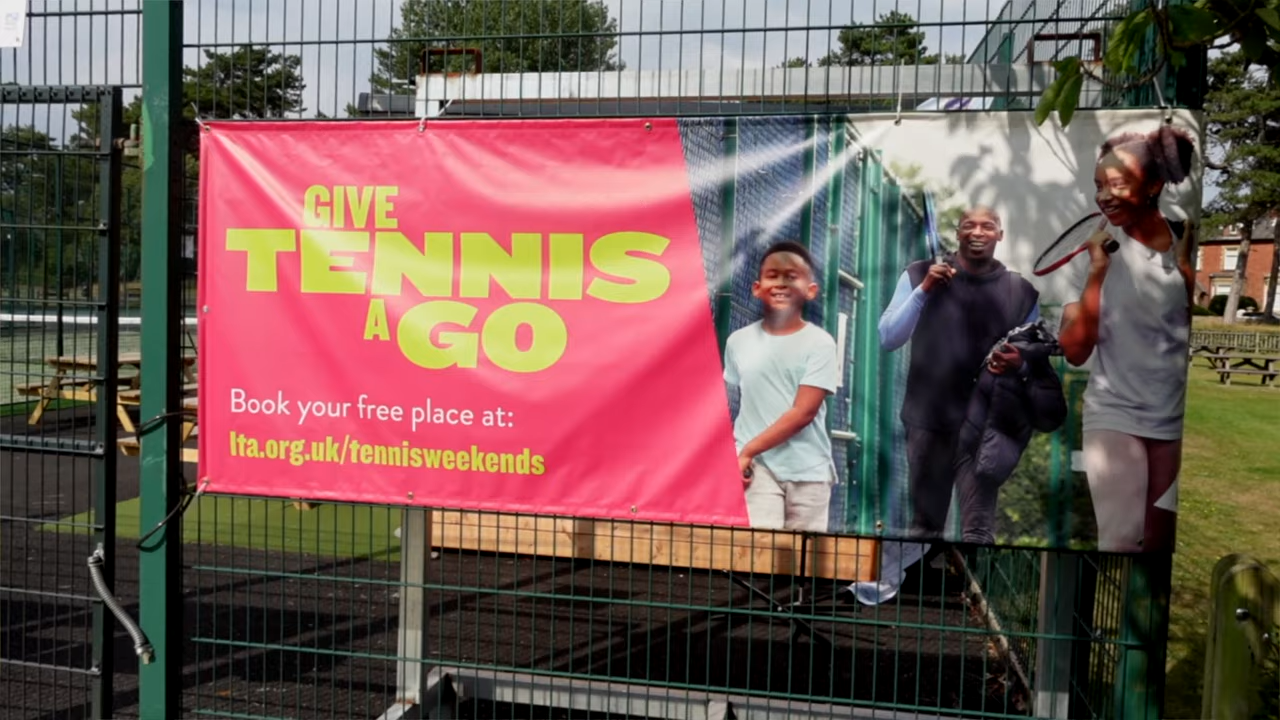 GIVE
TENNIS
A GO
Book your free place at:
lta.org.uk/tennisweekends